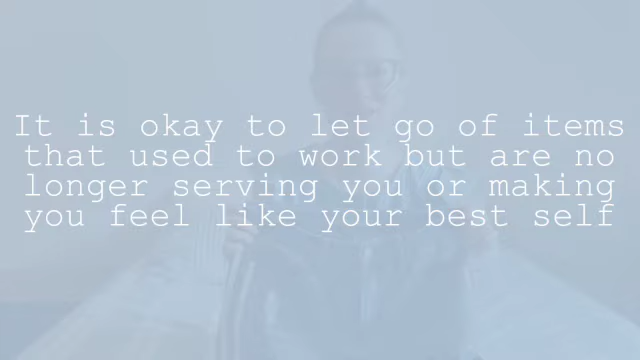 It is okay to let go of items
that used to work but are no
longer serving you or making
you feel like your best self